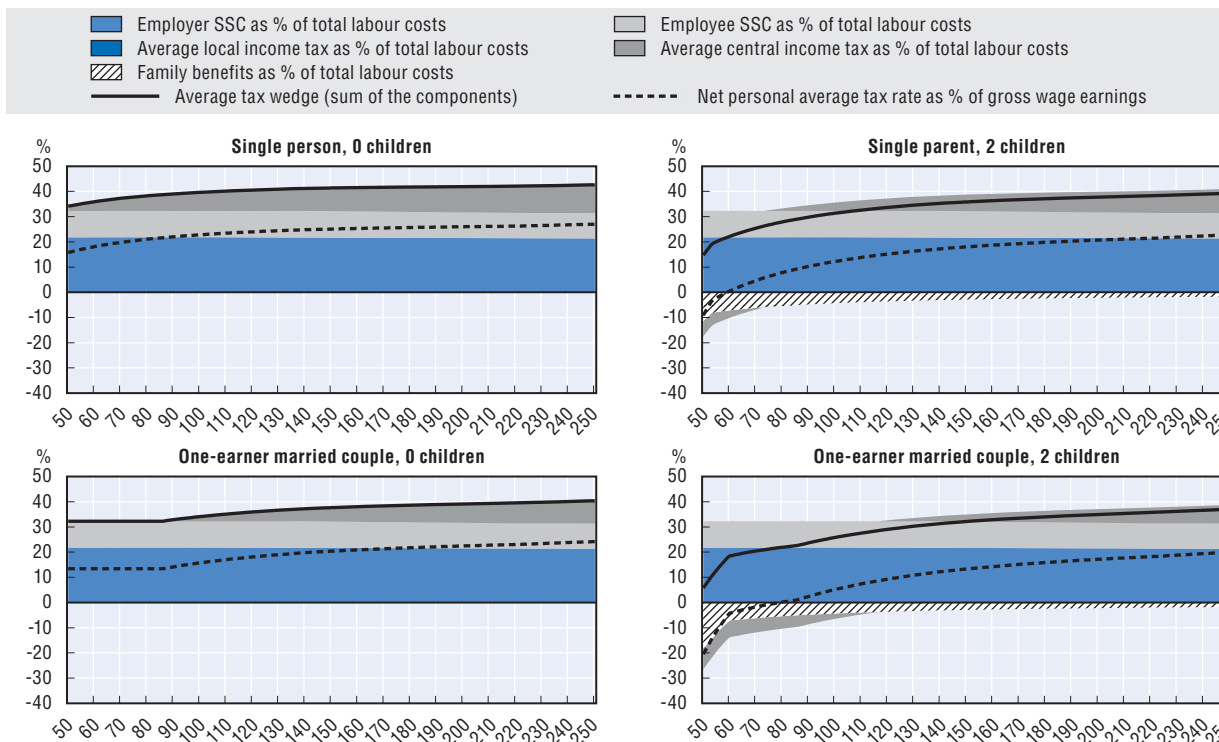 Employer SSC as % of total labour costs
Employee SSC as % of total labour costs
Average local income tax as % of total labour costs
Average central income tax as % of total labour costs
Family benefits as % of total labour costs
Average tax wedge (sum of the components)
Net personal average tax rate as % of gross wage earnings
%
Single person, 0 children
50
40
30
20
10
0
-10
-20
-30
-40
50 60 70 80 90 100 110 120 130 140 150 160 170 180 190 200 210 220 230 240 250
%
Single parent, 2 children
50
40
30
20
10
0
-10
-20
-30
-40
50 60 70 80 90 100 110 120 130 140 150 160 170 180 190 200 210 220 230 240
%
One-earner married couple, 0 children
50
40
30
20
10
0
-10
-20
-30
-40
50 60 70 80 90 100 110 120 130 140 150 160 170 180 190 200 210 220 230 240 250
%
One-earner married couple, 2 children
50
40
30
20
10
0
-10
-20
-30
-40
50 60 70 80 90 100 110 120 130 140 150 160 170 180 190 200 210 220 230 240